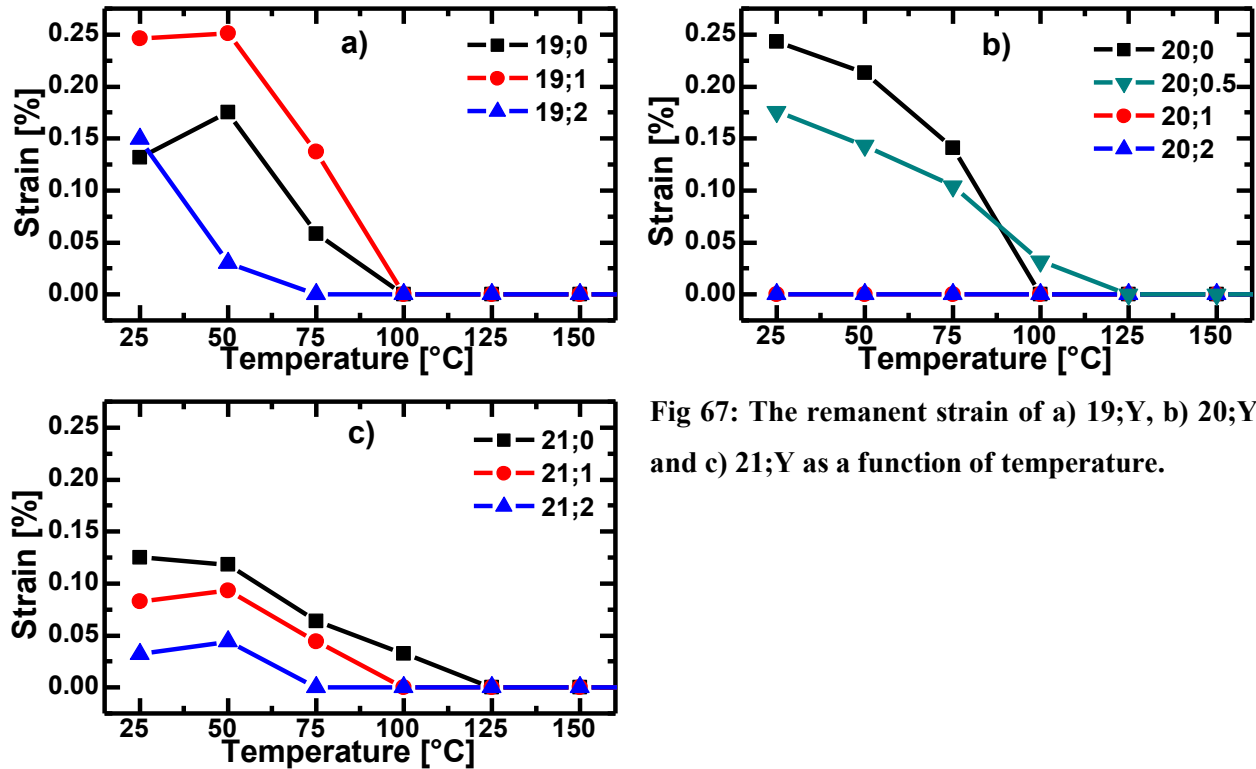 a)
19;0
19;1
19;2
Strain [%]
0.25
0.20
0.15
0.10
0.05
0.00
25 50 75 100 125 150
Temperature [°C]
b)
20;0
20;0.5
20;1
20;2
Strain [%]
0.25
0.20
0.15
0.10
0.05
0.00
25 50 75 100 125 150
Temperature [°C]
c)
21;0
21;1
21;2
Strain [%]
0.25
0.20
0.15
0.10
0.05
0.00
25 50 75 100 125 150
Temperature [°C]
Fig 67: The remanent strain of a) 19;Y, b) 20;Y
and c) 21;Y as a function of temperature.